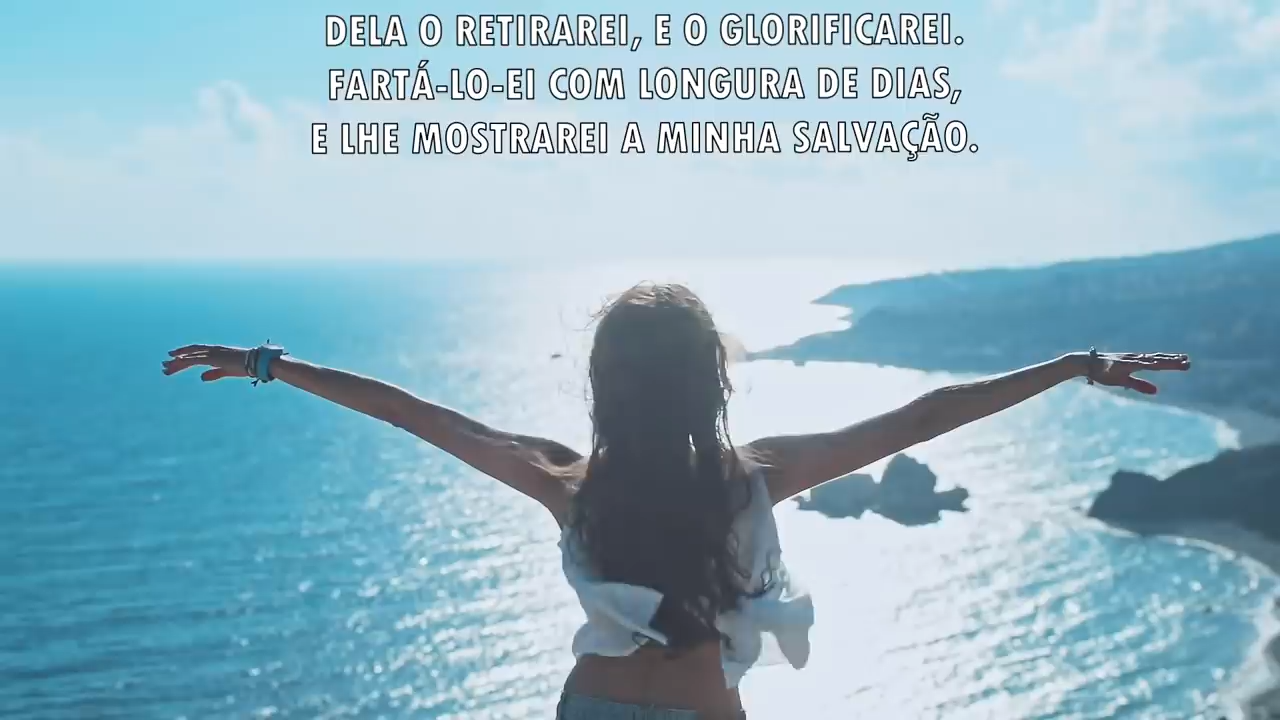 DELA O RETIRAREI, E O GLORIFICAREI.
FARTÁ-LO-EI COM LONGURA DE DIAS,
E LHE MOSTRAREI A MINHA SALVAÇÃO.